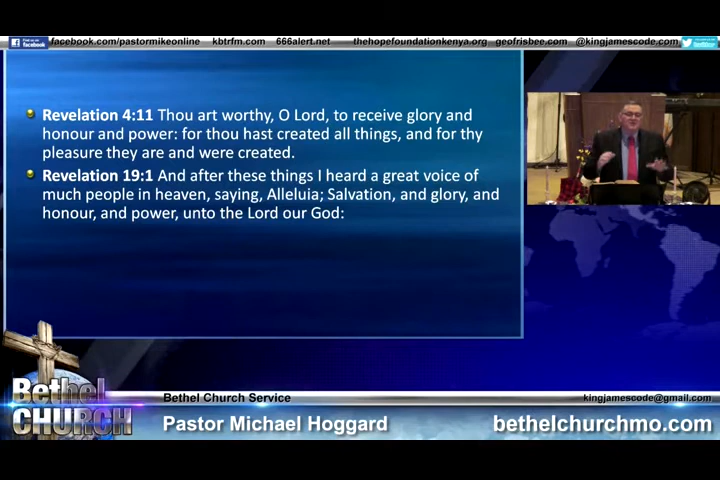 facebook facebook.com/pastormikeonline kbtrfm.com 666alert.net thehopefoundationkenya.org geofrisbee.com @kingjamescode.com twitter
Revelation 4:11 Thou art worthy, O Lord, to receive glory and
honour and power: for thou hast created all things, and for thy
pleasure they are and were created.
Revelation 19:1 And after these things I heard a great voice of
much people in heaven, saying, Alleluia; Salvation, and glory, and
honour, and power, unto the Lord our God:
Bethel
CHURCH
Bethel Church Service kingjamescode@gmail.com
Pastor Michael Hoggard bethelchurchmo.com